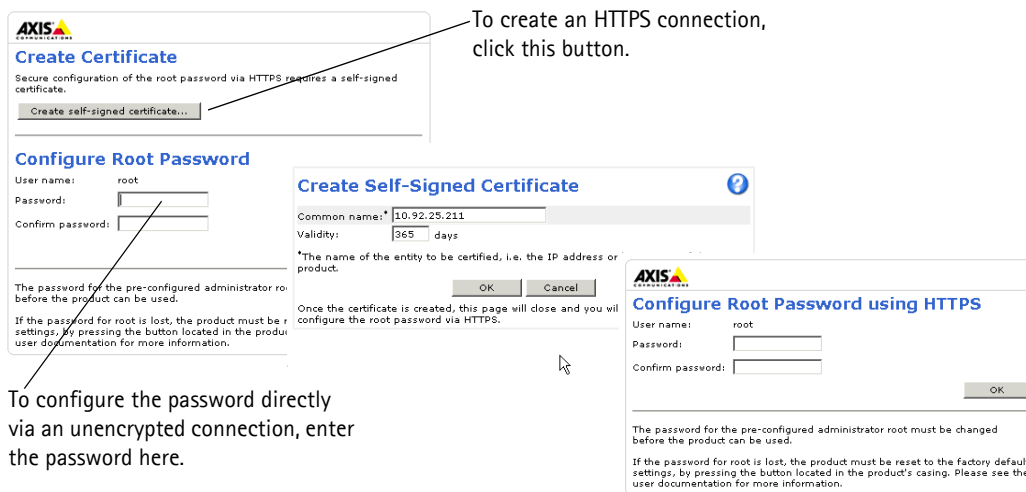 To create an HTTPS connection,
click this button.
AXIS
COMMUNICATIONS
Create Certificate
Secure configuration of the root password via HTTPS requires a self-signed
certificate.
Create self-signed certificate...
Configure Root Password
User name: root
Password:
Confirm password:
The password for the pre-configured administrator
before the product can be used.
If the password for root is lost, the product must be
settings, by pressing the button located in the
user documentation for more information.
Create Self-Signed Certificate
?
Common name:* 10.92.25.211
Validity: 365 days
*The name of the entity to be certified, i.e. the IP address or
product.
OK Cancel
Once the certificate is created, this page will close and you
configure the root password via HTTPS.
AXIS
COMMUNICATIONS
Configure Root Password using HTTPS
User name: root
Password:
Confirm password:
OK
The password for the pre-configured administrator root must be changed
before the product can be used.
If the password for root is lost, the product must be reset to the factory default
settings, by pressing the button located in the product's casing. Please see the
user documentation for more information.
To configure the password directly
via an unencrypted connection, enter
the password here.